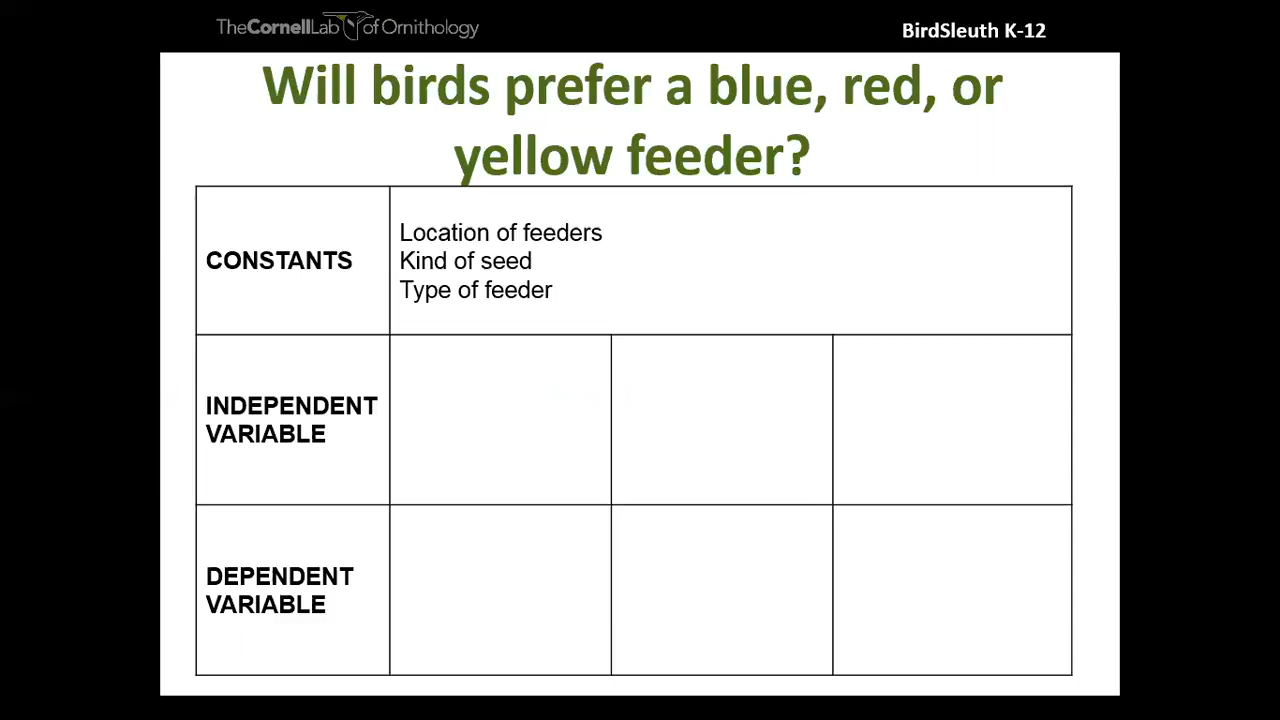 TheCornellLab of Ornithology
BirdSleuth K-12
Will birds prefer a blue, red, or
yellow feeder?
CONSTANTS
Location of feeders
Kind of seed
Type of feeder
INDEPENDENT
VARIABLE
DEPENDENT
VARIABLE